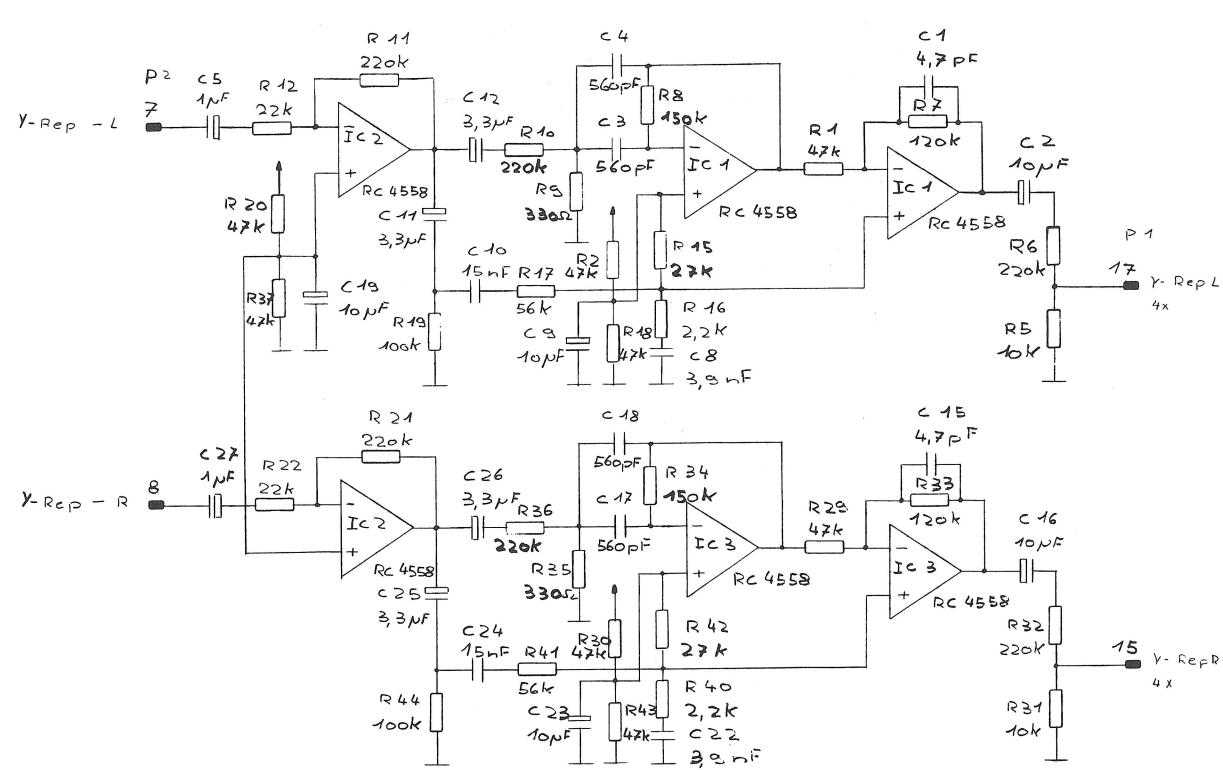 P2
7
Y-Rep-L
C5
1µF
R12
22k
R11
220k
IC2
RC 4558
R20
47k
R37
47k
C19
10µF
C11
3,3µF
C12
3,3µF
R10
220k
C4
560pF
C3
560pF
R8
150k
R9
330Ω
IC1
RC 4558
C10
15nF
R17
56k
R19
100k
R2
47k
R15
27k
C9
10µF
R18
47k
R16
2,2k
C8
3,9nF
R1
47k
C1
4,7pF
R7
120k
IC1
RC 4558
C2
10µF
R6
220k
R5
10k
P1
17
Y-RepL
4x
8
Y-Rep-R
C27
1µF
R22
22k
R21
220k
IC2
RC 4558
C25
3,3µF
C26
3,3µF
R36
220k
C18
560pF
C17
560pF
R34
150k
R35
330Ω
IC3
RC 4558
C24
15nF
R41
56k
R44
100k
R30
47k
R42
27k
C23
10µF
R43
47k
R40
2,2k
C22
3,9nF
R29
47k
C15
4,7pF
R33
120k
IC3
RC 4558
C16
10µF
R32
220k
R31
10k
15
Y-RepR
4x